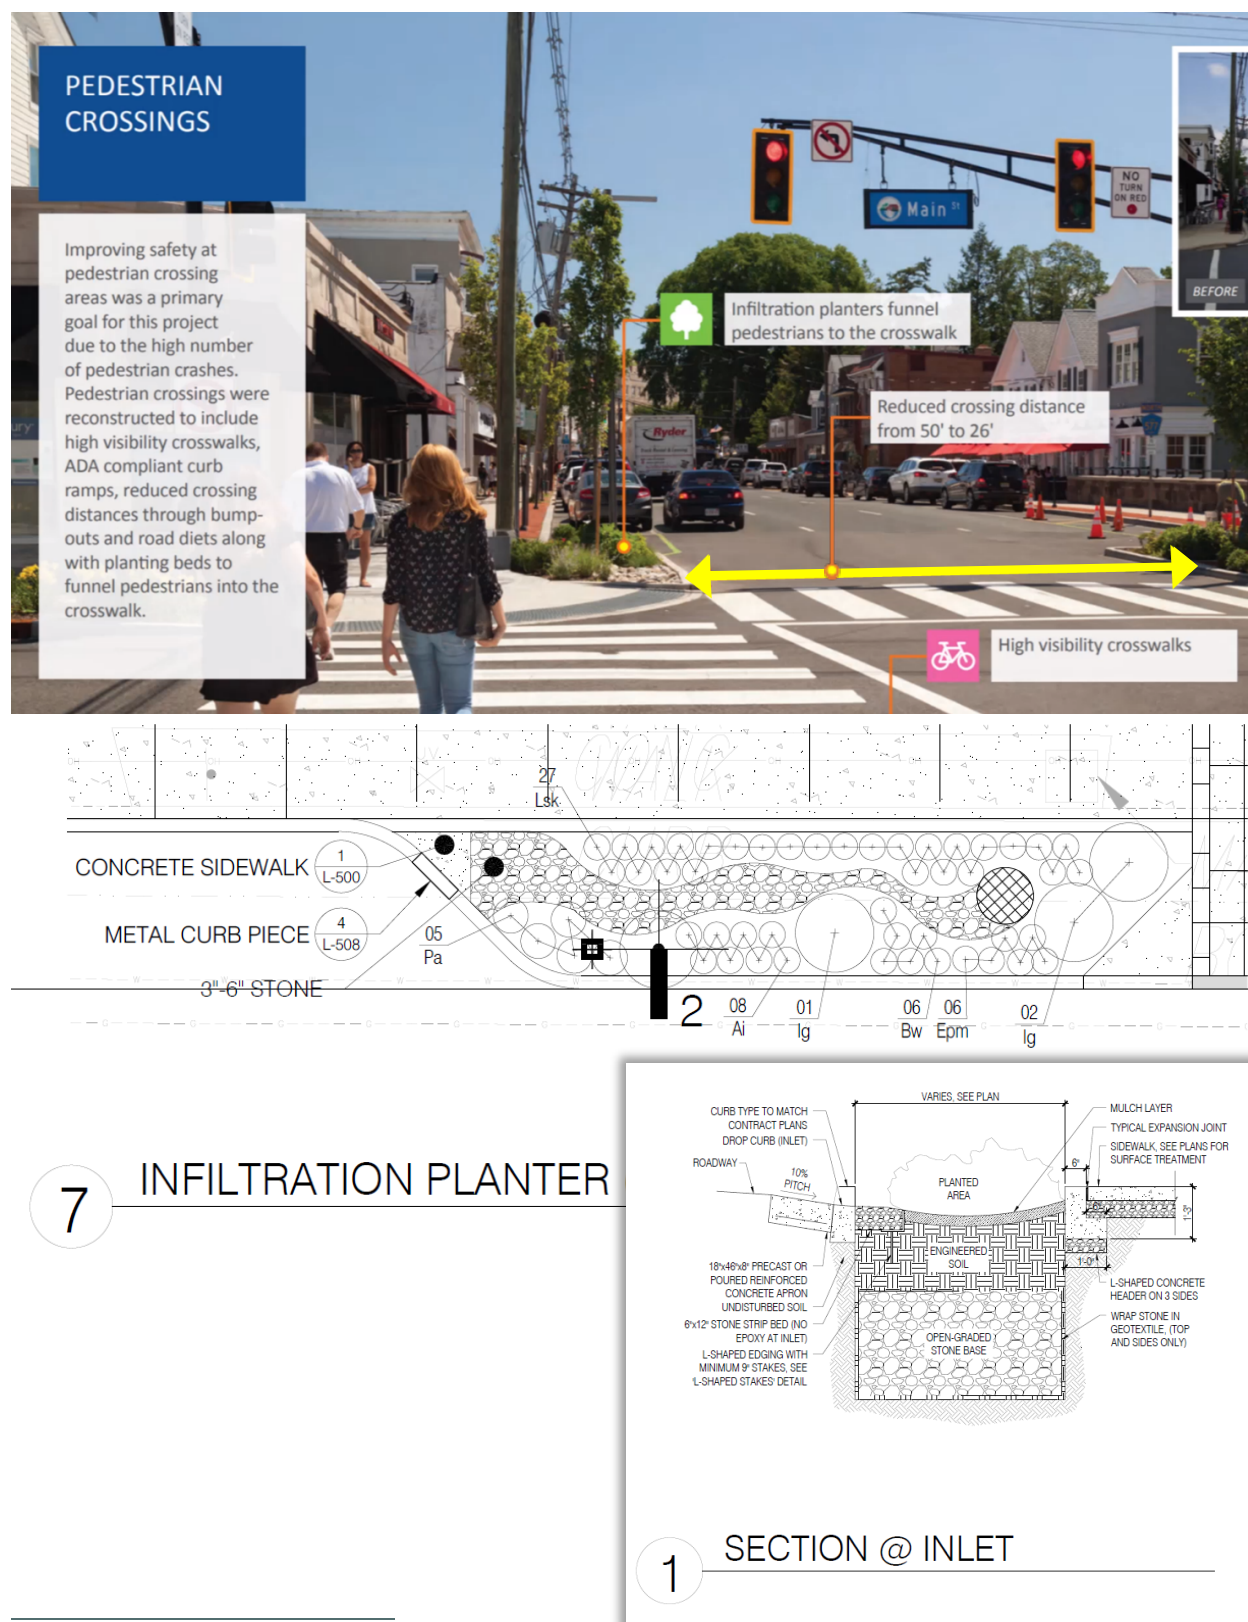 PEDESTRIAN
CROSSINGS
Improving safety at
pedestrian crossing
areas was a primary
goal for this project
due to the high number
of pedestrian crashes.
Pedestrian crossings were
reconstructed to include
high visibility crosswalks,
ADA compliant curb
ramps, reduced crossing
distances through bump-
outs and road diets along
with planting beds to
funnel pedestrians into the
crosswalk.
Main St
NO
TURN
ON RED
BEFORE
Infiltration planters funnel
pedestrians to the crosswalk
Reduced crossing distance
from 50' to 26'
Ryder
High visibility crosswalks
27
Lsk
CONCRETE SIDEWALK
1
L-500
METAL CURB PIECE
4
L-508
05
Pa
3"-6" STONE
2
08
Ai
01
Ig
06
Bw
06
Epm
02
Ig
7
INFILTRATION PLANTER
VARIES, SEE PLAN
CURB TYPE TO MATCH
CONTRACT PLANS
DROP CURB (INLET)
ROADWAY
10%
PITCH
MULCH LAYER
TYPICAL EXPANSION JOINT
SIDEWALK, SEE PLANS FOR
SURFACE TREATMENT
6"
PLANTED
AREA
6"
1'-3"
ENGINEERED
SOIL
1'-0"
18"x46"x8" PRECAST OR
POURED REINFORCED
CONCRETE APRON
UNDISTURBED SOIL
6"x12" STONE STRIP BED (NO
EPOXY AT INLET)
L-SHAPED EDGING WITH
MINIMUM 9" STAKES, SEE
'L-SHAPED STAKES' DETAIL
L-SHAPED CONCRETE
HEADER ON 3 SIDES
WRAP STONE IN
GEOTEXTILE, (TOP
AND SIDES ONLY)
OPEN-GRADED
STONE BASE
1
SECTION @ INLET